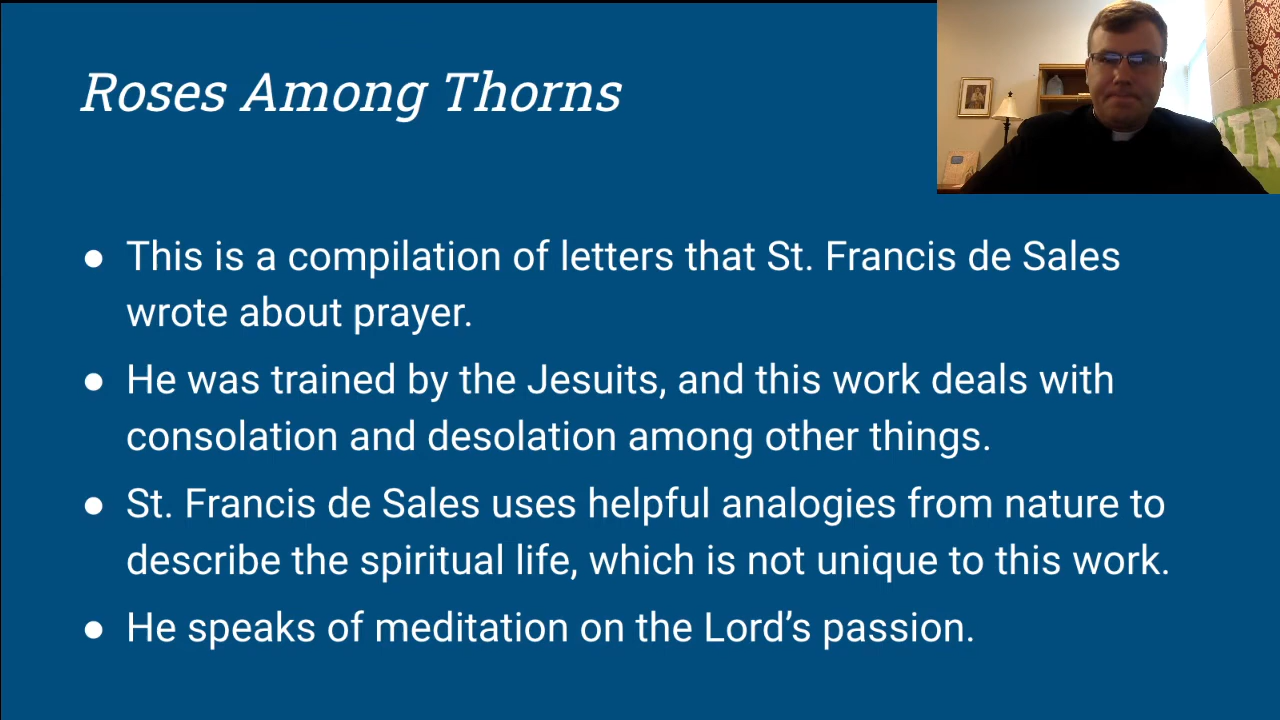 Roses Among Thorns
● This is a compilation of letters that St. Francis de Sales
wrote about prayer.
● He was trained by the Jesuits, and this work deals with
consolation and desolation among other things.
● St. Francis de Sales uses helpful analogies from nature to
describe the spiritual life, which is not unique to this work.
● He speaks of meditation on the Lord’s passion.